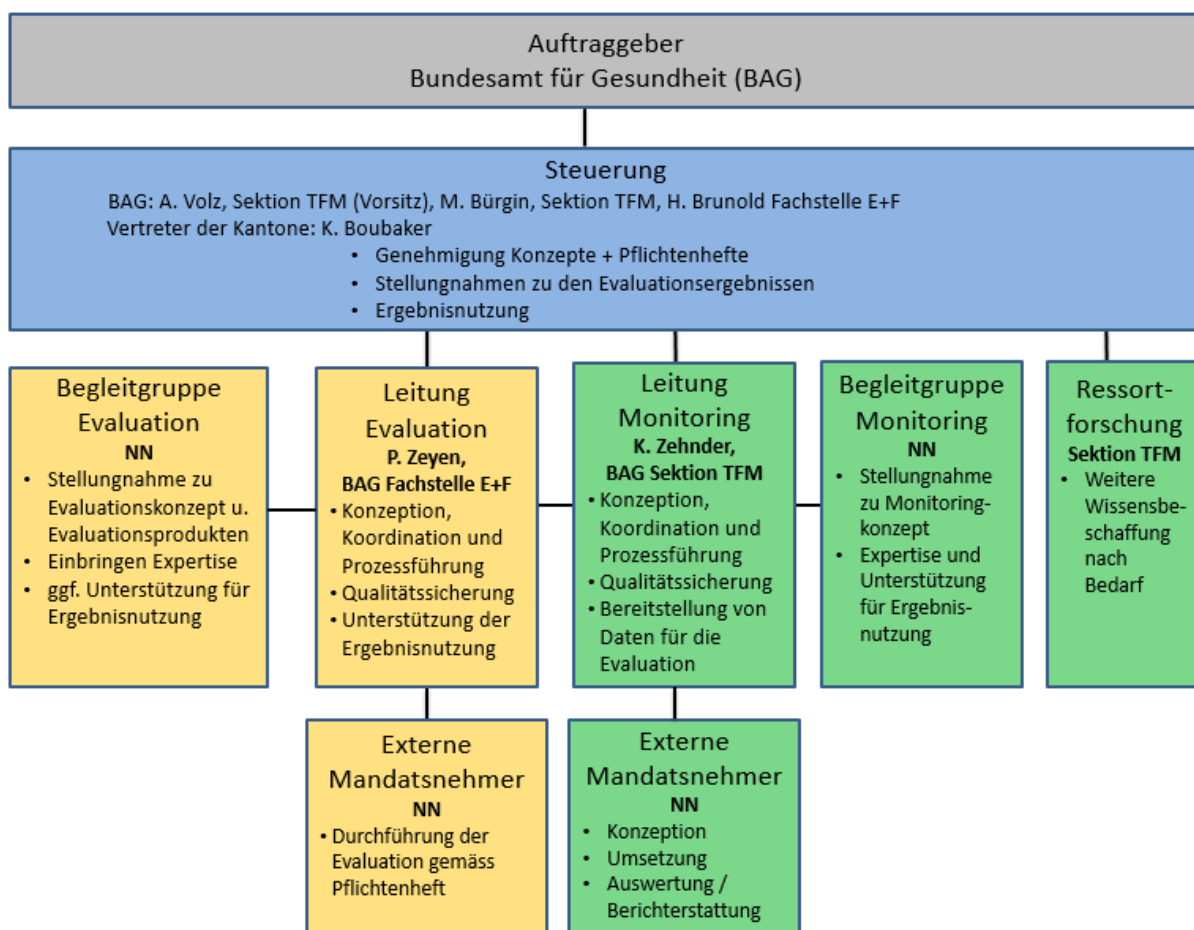 Auftraggeber
Bundesamt für Gesundheit (BAG)
Steuerung
BAG: A. Volz, Sektion TFM (Vorsitz), M. Bürgin, Sektion TFM, H. Brunold Fachstelle E+F
Vertreter der Kantone: K. Boubaker
• Genehmigung Konzepte + Pflichtenhefte
• Stellungnahmen zu den Evaluationsergebnissen
• Ergebnisnutzung
Begleitgruppe
Evaluation
NN
• Stellungnahme zu
Evaluationskonzept u.
Evaluationsprodukten
• Einbringen Expertise
• ggf. Unterstützung für
Ergebnisnutzung
Leitung
Evaluation
P. Zeyen,
BAG Fachstelle E+F
• Konzeption,
Koordination und
Prozessführung
• Qualitätssicherung
• Unterstützung der
Ergebnisnutzung
Leitung
Monitoring
K. Zehnder,
BAG Sektion TFM
• Konzeption,
Koordination und
Prozessführung
• Qualitätssicherung
• Bereitstellung von
Daten für die
Evaluation
Begleitgruppe
Monitoring
NN
• Stellungnahme
zu Monitoring-
konzept
• Expertise und
Unterstützung
für Ergebnis-
nutzung
Ressort-
forschung
Sektion TFM
• Weitere
Wissensbe-
schaffung
nach
Bedarf
Externe
Mandatsnehmer
NN
• Durchführung der
Evaluation gemäss
Pflichtenheft
Externe
Mandatsnehmer
NN
• Konzeption
• Umsetzung
• Auswertung /
Berichterstattung